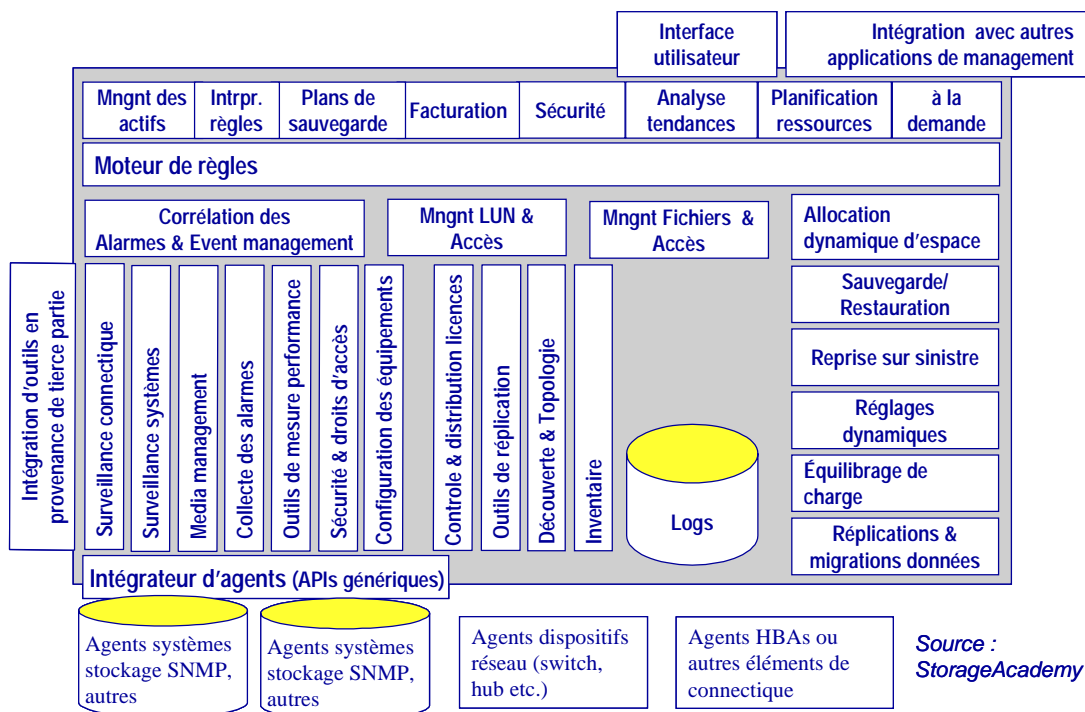 Interface
utilisateur
Intégration avec autres
applications de management
Mngnt des
actifs
Intrpr.
règles
Plans de
sauvegarde
Facturation
Sécurité
Analyse
tendances
Planification
ressources
à la
demande
Moteur de règles
Corrélation des
Alarmes & Event management
Mngnt LUN &
Accès
Mngnt Fichiers &
Accès
Allocation
dynamique d'espace
Sauvegarde/
Restauration
Reprise sur sinistre
Réglages
dynamiques
Équilibrage de
charge
Réplications &
migrations données
Intégration d'outils en
provenance de tierce partie
Surveillance connectique
Surveillance systèmes
Media management
Collecte des alarmes
Outils de mesure performance
Sécurité & droits d'accès
Configuration des équipements
Controle & distribution licences
Outils de réplication
Découverte & Topologie
Inventaire
Logs
Intégrateur d'agents (APIs génériques)
Agents systèmes
stockage SNMP,
autres
Agents systèmes
stockage SNMP,
autres
Agents dispositifs
réseau (switch,
hub etc.)
Agents HBAs ou
autres éléments de
connectique
Source :
StorageAcademy